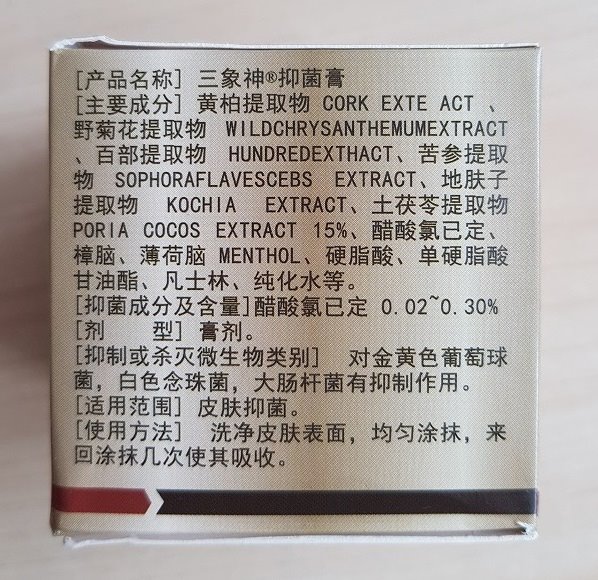 [产品名称] 三象神®抑菌膏
[主要成分] 黄柏提取物 CORK EXTE ACT 、
野菊花提取物 WILDCHRYSANTHEMUMEXTRACT
、百部提取物 HUNDREDEXTHACT、苦参提取
物 SOPHORAFLAVESCEBS EXTRACT、地肤子
提取物 KOCHIA EXTRACT、土茯苓提取物
PORIA COCOS EXTRACT 15%、醋酸氯已定、
樟脑、薄荷脑 MENTHOL、硬脂酸、单硬脂酸
甘油酯、凡士林、纯化水等。
[抑菌成分及含量]醋酸氯已定 0.02~0.30%
[剂 型] 膏剂。
[抑制或杀灭微生物类别] 对金黄色葡萄球
菌，白色念珠菌，大肠杆菌有抑制作用。
[适用范围] 皮肤抑菌。
[使用方法] 洗净皮肤表面，均匀涂抹，来
回涂抹几次使其吸收。